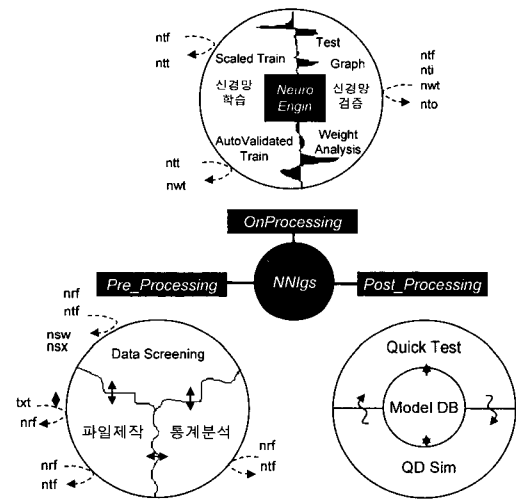 ntf
ntt
Scaled Train
신경망
학습
AutoValidated
Train
Neuro
Engin
Test
Graph
신경망
검증
Weight
Analysis
ntf
nti
nwt
nto
ntt
nwt
OnProcessing
Pre_Processing
NNIgs
Post_Processing
nrf
ntf
nsw
nsx
Data Screening
txt
nrf
파일제작
통계분석
nrf
ntf
nrf
ntf
Quick Test
Model DB
QD Sim